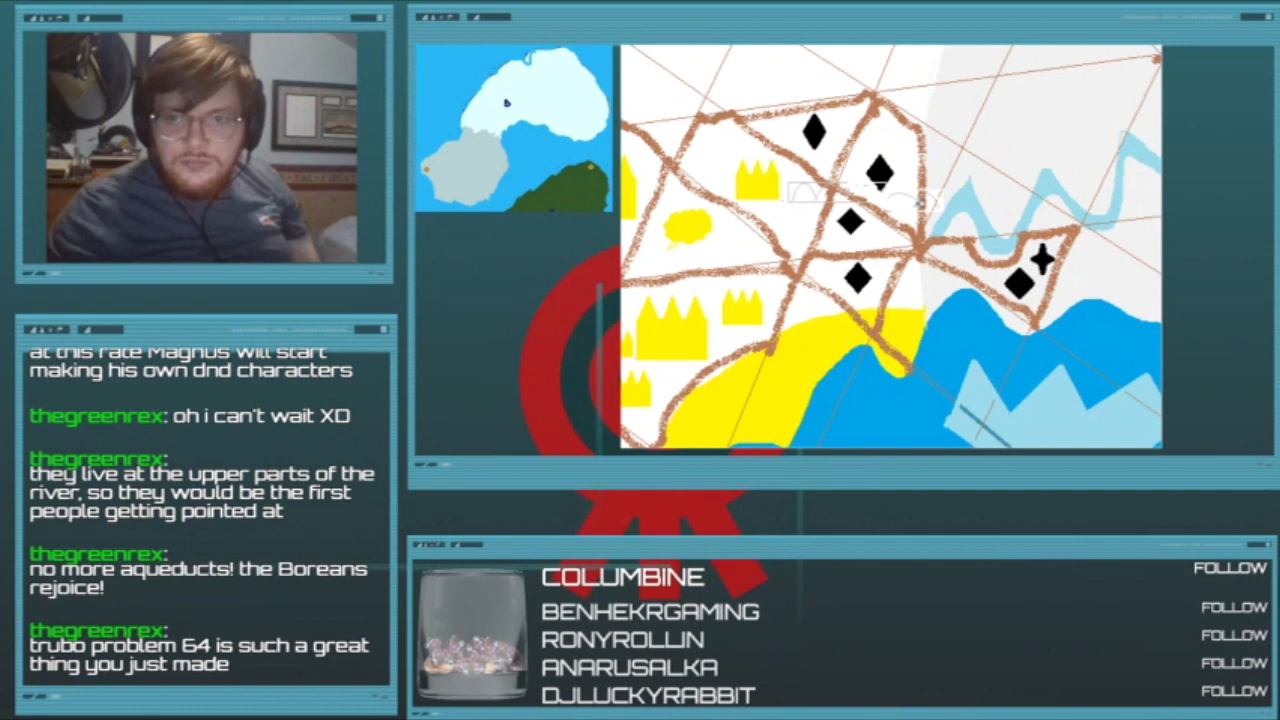 at this rate Magnus will start
making his own dnd characters
thegreenrex: oh i can't wait XD
thegreenrex:
they live at the upper parts of the
river, so they would be the first
people getting pointed at
thegreenrex:
no more aqueducts! the Boreans
rejoice!
thegreenrex:
trubo problem 64 is such a great
thing you just made
COLUMBINE FOLLOW
BENHEKRGAMING FOLLOW
RONYROLLIN FOLLOW
ANARUSALKA FOLLOW
DJLUCKYRABBIT FOLLOW